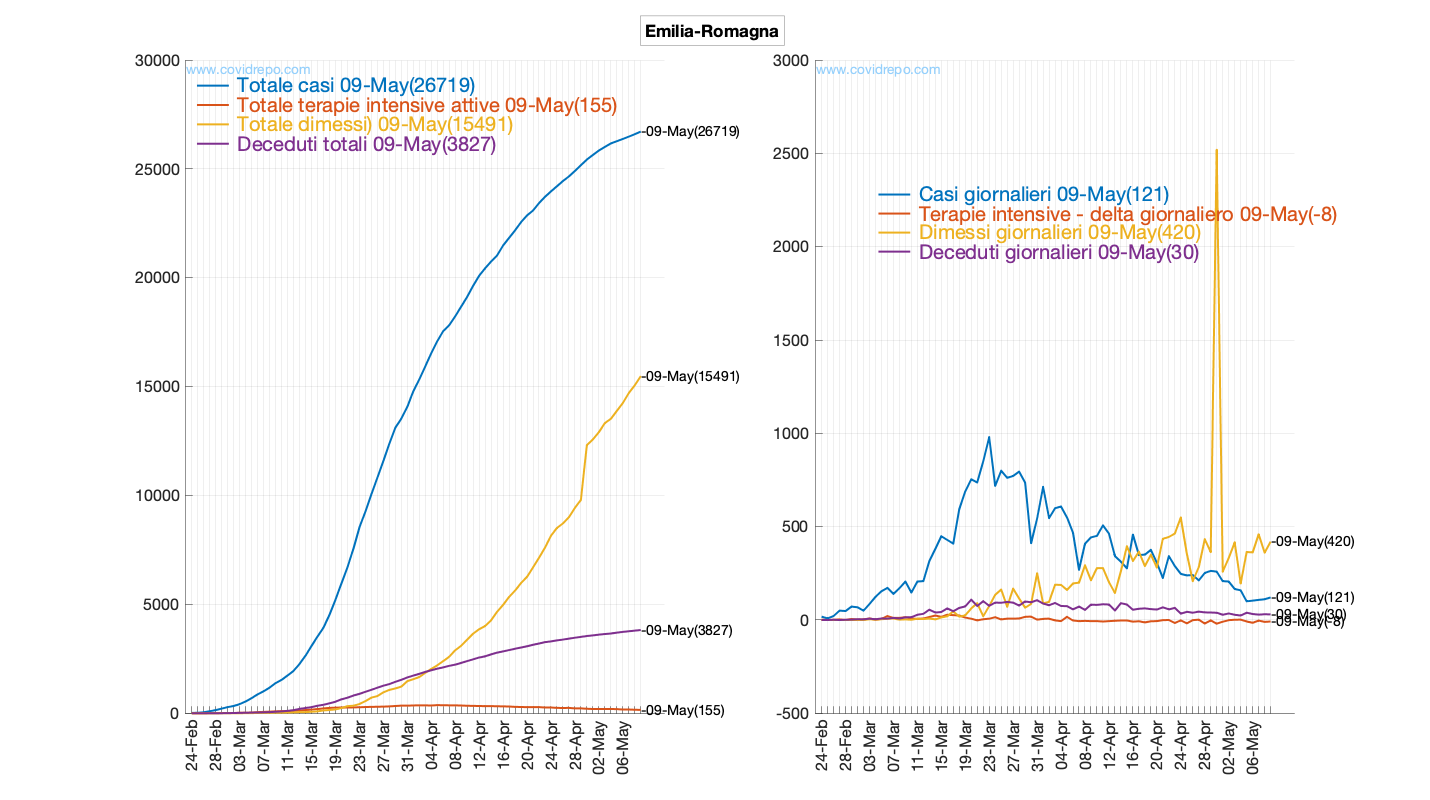 Emilia-Romagna
30000
25000
20000
15000
10000
5000
0
www.covidrepo.com
Totale casi 09-May(26719)
Totale terapie intensive attive 09-May(155)
Totale dimessi) 09-May(15491)
Deceduti totali 09-May(3827)
-09-May(26719)
-09-May(15491)
-09-May(3827)
-09-May(155)
24-Feb
28-Feb
03-Mar
07-Mar
11-Mar
15-Mar
19-Mar
23-Mar
27-Mar
31-Mar
04-Apr
08-Apr
12-Apr
16-Apr
20-Apr
24-Apr
28-Apr
02-May
06-May
3000
2500
2000
1500
1000
500
0
-500
www.covidrepo.com
Casi giornalieri 09-May(121)
Terapie intensive - delta giornaliero 09-May(-8)
Dimessi giornalieri 09-May(420)
Deceduti giornalieri 09-May(30)
-09-May(420)
-09-May(121)
-09-May(30)
-09-May(-8)
24-Feb
28-Feb
03-Mar
07-Mar
11-Mar
15-Mar
19-Mar
23-Mar
27-Mar
31-Mar
04-Apr
08-Apr
12-Apr
16-Apr
20-Apr
24-Apr
28-Apr
02-May
06-May